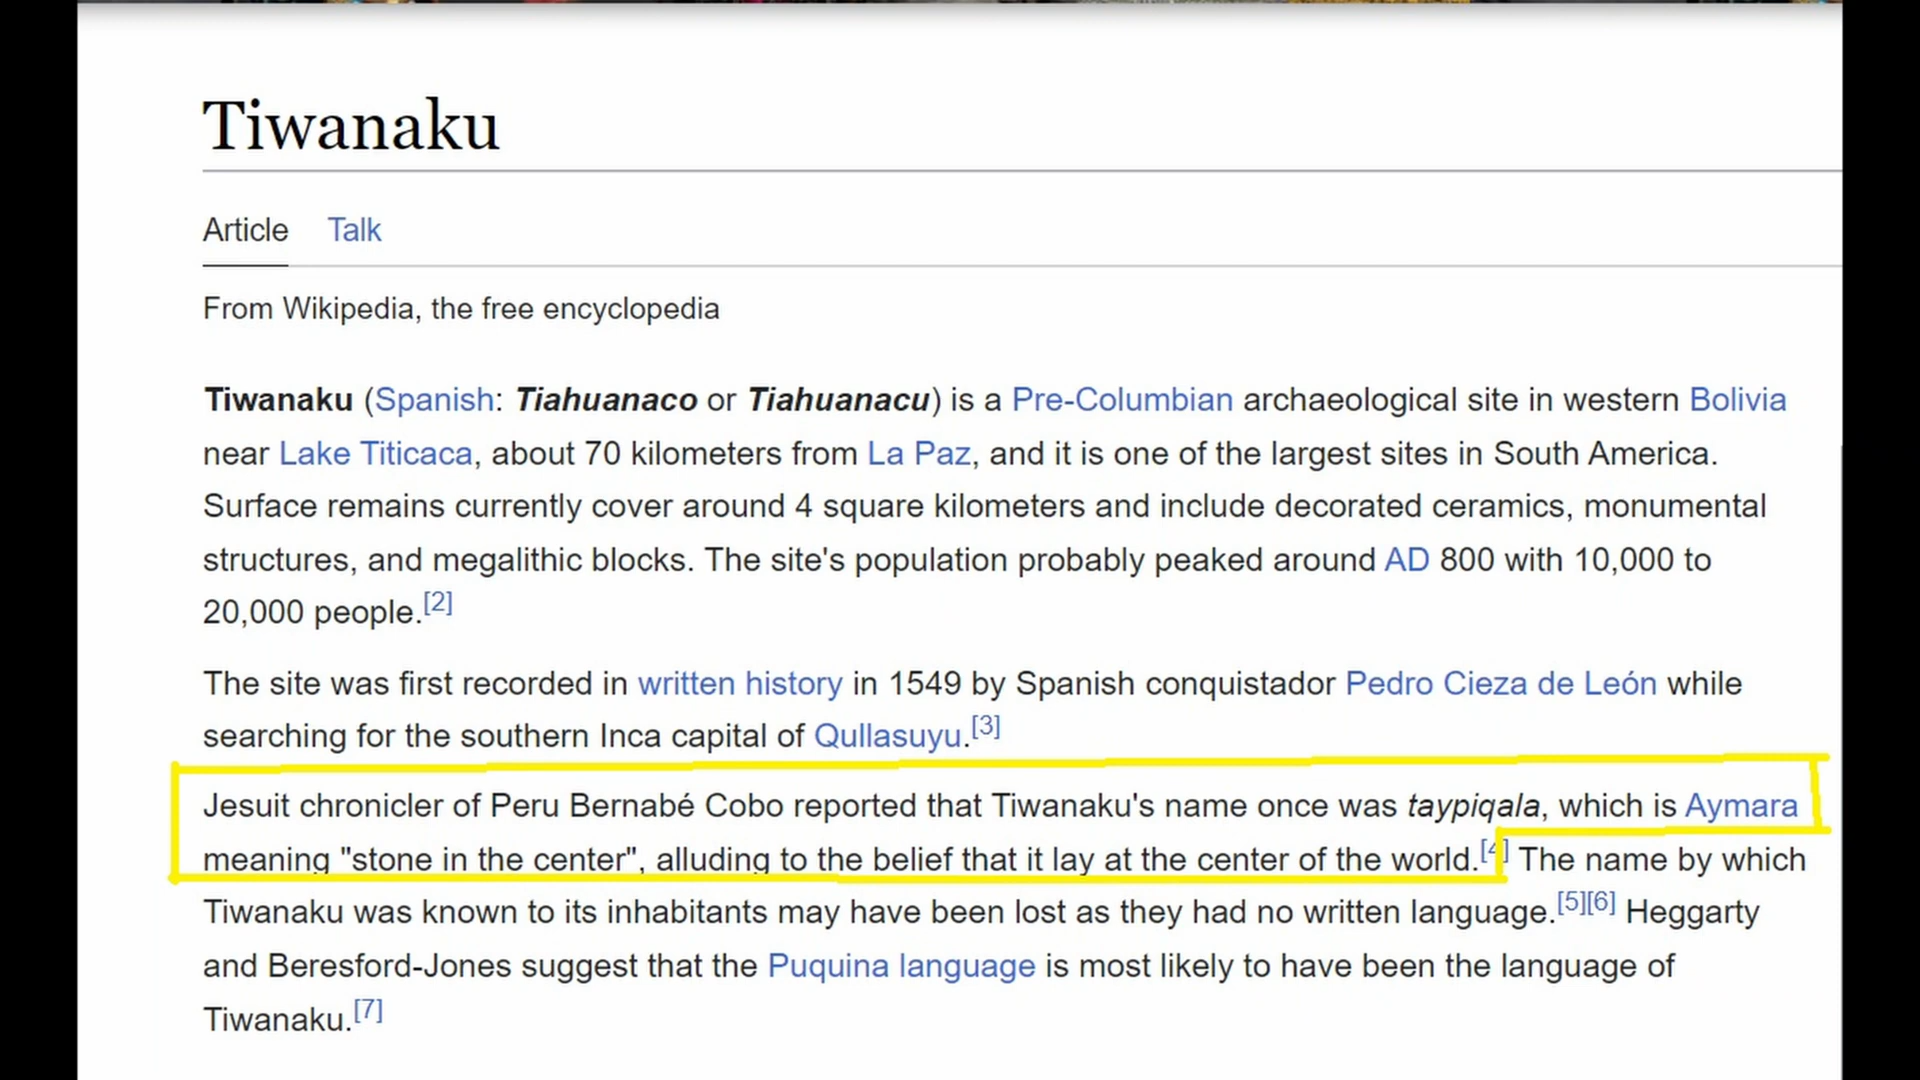 Tiwanaku
Article Talk
From Wikipedia, the free encyclopedia
Tiwanaku (Spanish: Tiahuanaco or Tiahuanacu) is a Pre-Columbian archaeological site in western Bolivia
near Lake Titicaca, about 70 kilometers from La Paz, and it is one of the largest sites in South America.
Surface remains currently cover around 4 square kilometers and include decorated ceramics, monumental
structures, and megalithic blocks. The site's population probably peaked around AD 800 with 10,000 to
20,000 people.[2]
The site was first recorded in written history in 1549 by Spanish conquistador Pedro Cieza de León while
searching for the southern Inca capital of Qullasuyu.[3]
Jesuit chronicler of Peru Bernabé Cobo reported that Tiwanaku's name once was taypiqala, which is Aymara
meaning "stone in the center", alluding to the belief that it lay at the center of the world.[4] The name by which
Tiwanaku was known to its inhabitants may have been lost as they had no written language.[5][6] Heggarty
and Beresford-Jones suggest that the Puquina language is most likely to have been the language of
Tiwanaku.[7]